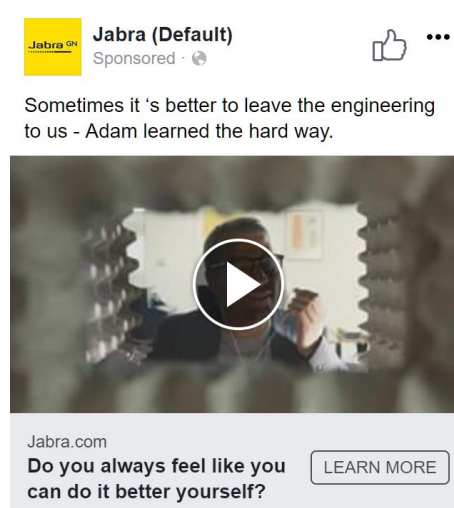 Jabra GN
Jabra (Default)
Sponsored ·
Sometimes it ‘s better to leave the engineering
to us - Adam learned the hard way.
Jabra.com
Do you always feel like you
can do it better yourself?
LEARN MORE